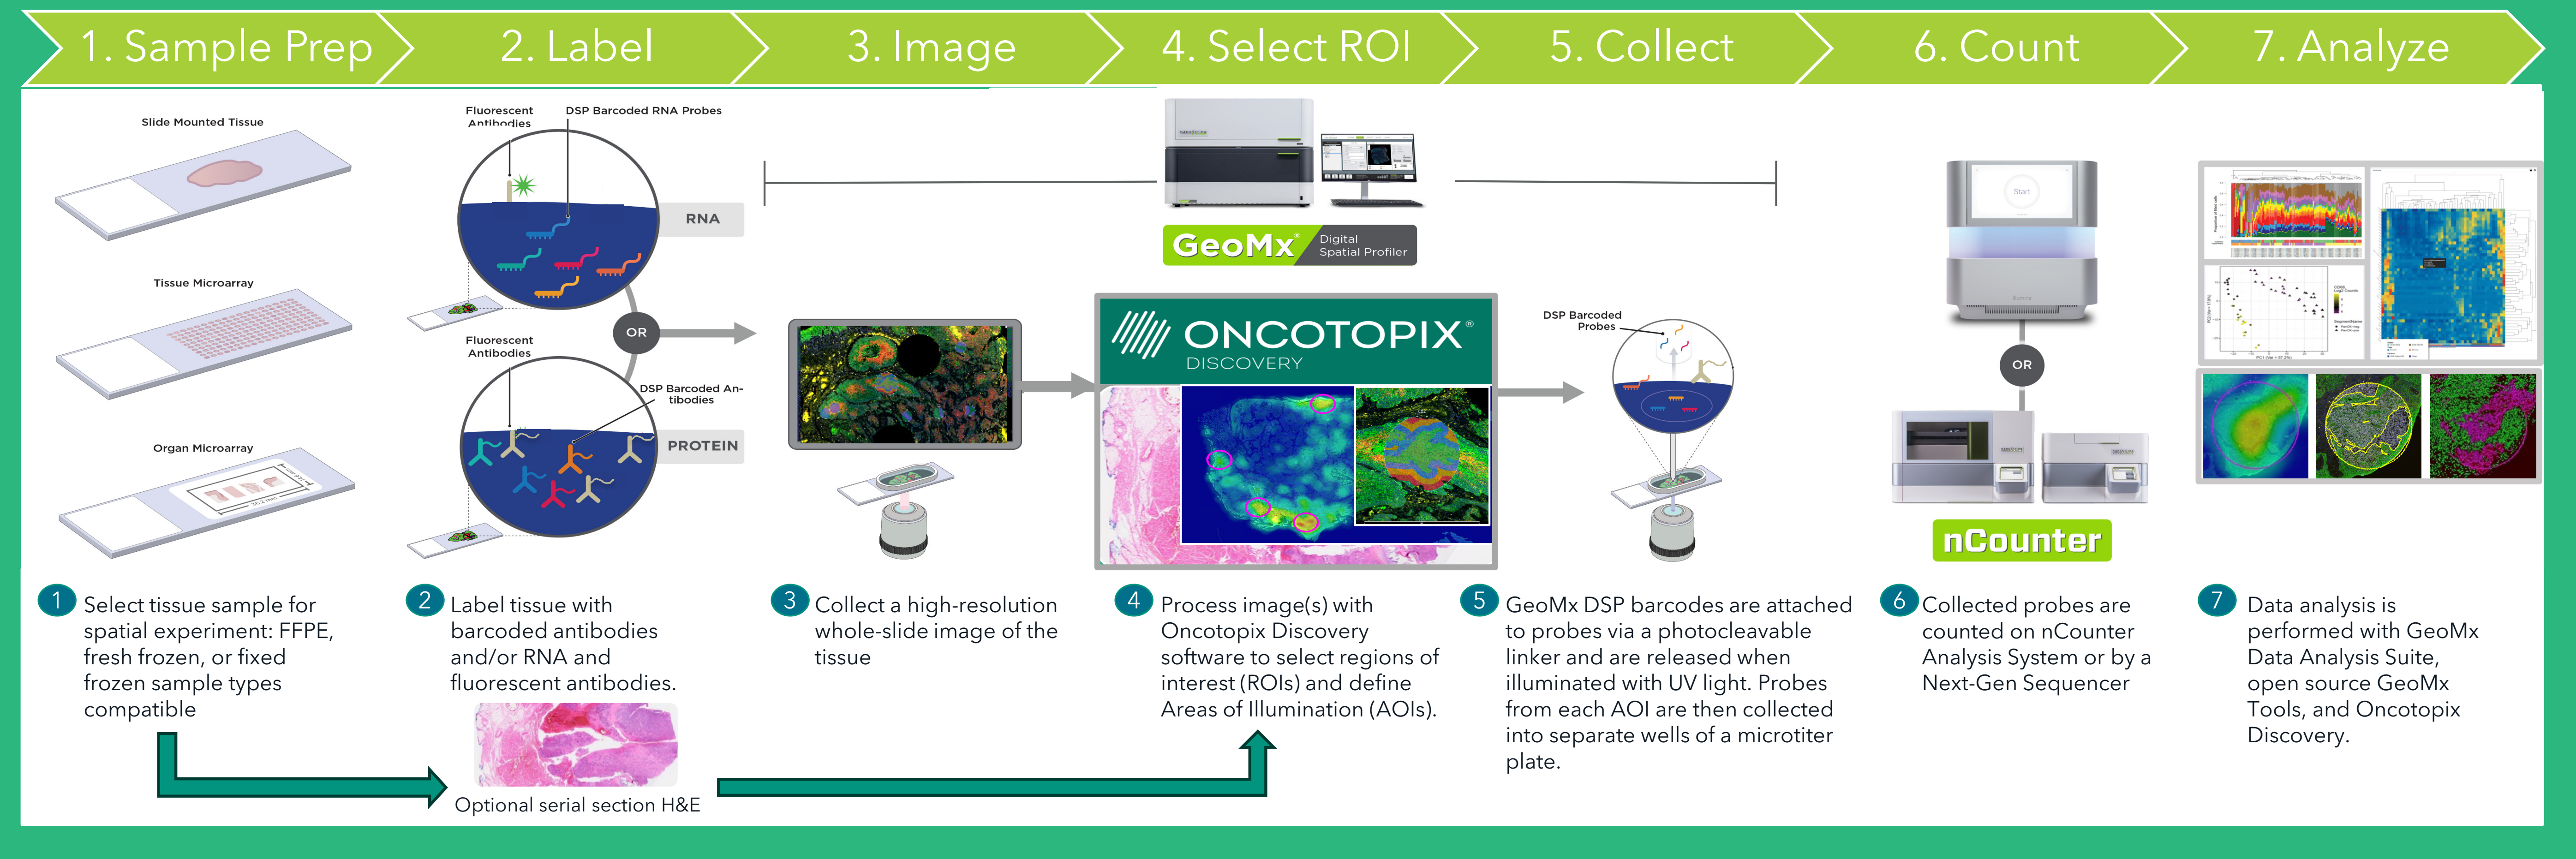 1. Sample Prep
2. Label
3. Image
4. Select ROI
5. Collect
6. Count
7. Analyze
Slide Mounted Tissue
Tissue Microarray
Organ Microarray
Fluorescent
Antibodies
DSP Barcoded RNA Probes
RNA
OR
Fluorescent
Antibodies
DSP Barcoded An-
tibodies
PROTEIN
GeoMx®
Digital
Spatial Profiler
ONCOTOPIX®
DISCOVERY
DSP Barcoded
Probes
Start
OR
nCounter
1
Select tissue sample for
spatial experiment: FFPE,
fresh frozen, or fixed
frozen sample types
compatible
2
Label tissue with
barcoded antibodies
and/or RNA and
fluorescent antibodies.
Optional serial section H&E
3
Collect a high-resolution
whole-slide image of the
tissue
4
Process image(s) with
Oncotopix Discovery
software to select regions of
interest (ROIs) and define
Areas of Illumination (AOIs).
5
GeoMx DSP barcodes are attached
to probes via a photocleavable
linker and are released when
illuminated with UV light. Probes
from each AOI are then collected
into separate wells of a microtiter
plate.
6
Collected probes are
counted on nCounter
Analysis System or by a
Next-Gen Sequencer
7
Data analysis is
performed with GeoMx
Data Analysis Suite,
open source GeoMx
Tools, and Oncotopix
Discovery.